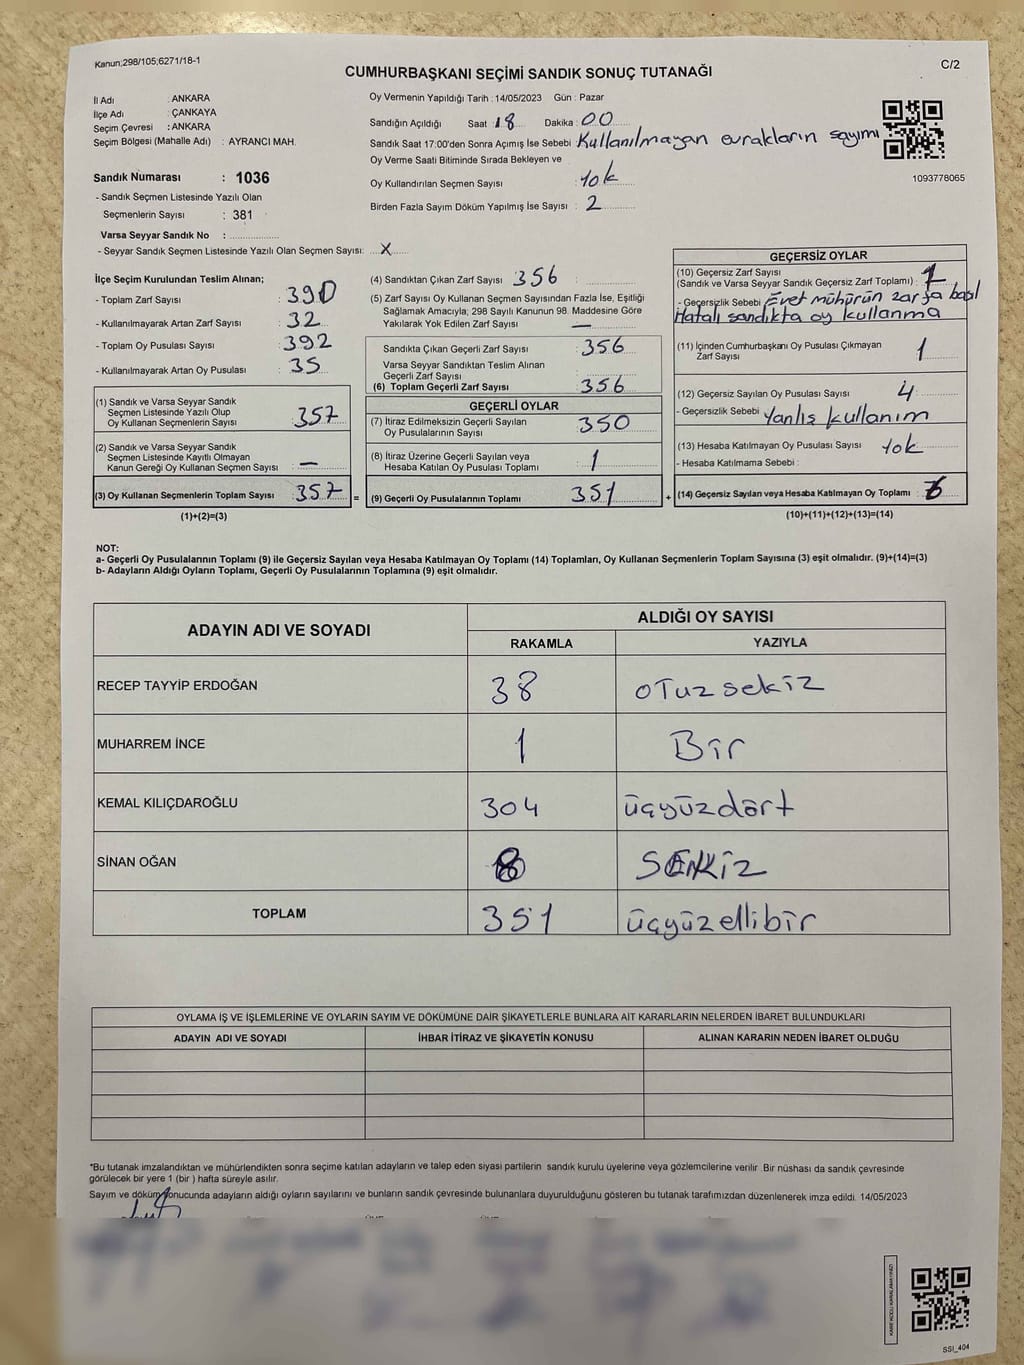 Kanun;298/105;6271/18-1
C/2
CUMHURBAŞKANI SEÇİMİ SANDIK SONUÇ TUTANAĞI
İl Adı : ANKARA
İlçe Adı : ÇANKAYA
Seçim Çevresi : ANKARA
Seçim Bölgesi (Mahalle Adı) : AYRANCI MAH.
Sandık Numarası : 1036
- Sandık Seçmen Listesinde Yazılı Olan
Seçmenlerin Sayısı : 381
Varsa Seyyar Sandık No :
- Seyyar Sandık Seçmen Listesinde Yazılı Olan Seçmen Sayısı: X
Oy Vermenin Yapıldığı Tarih : 14/05/2023 Gün : Pazar
Sandığın Açıldığı Saat : 18 Dakika : 00
Sandık Saat 17:00'den Sonra Açımış İse Sebebi Kullanılmayan evrakların sayımı
Oy Verme Saati Bitiminde Sırada Bekleyen ve
Oy Kullandırılan Seçmen Sayısı : Yok
Birden Fazla Sayım Döküm Yapılmış İse Sayısı : 2
1093778065
İlçe Seçim Kurulundan Teslim Alınan;
- Toplam Zarf Sayısı : 390
- Kullanılmayarak Artan Zarf Sayısı : 32
- Toplam Oy Pusulası Sayısı : 392
- Kullanılmayarak Artan Oy Pusulası : 35
(1) Sandık ve Varsa Seyyar Sandık
Seçmen Listesinde Yazılı Olup
Oy Kullanan Seçmenlerin Sayısı : 357
(2) Sandık ve Varsa Seyyar Sandık
Seçmen Listesinde Kayıtlı Olmayan
Kanun Gereği Oy Kullanan Seçmen Sayısı : —
(3) Oy Kullanan Seçmenlerin Toplam Sayısı : 357 =
(1)+(2)=(3)
(4) Sandıktan Çıkan Zarf Sayısı 356 :
(5) Zarf Sayısı Oy Kullanan Seçmen Sayısından Fazla İse, Eşitliği
Sağlamak Amacıyla; 298 Sayılı Kanunun 98. Maddesine Göre
Yakılarak Yok Edilen Zarf Sayısı : —
Sandıkta Çıkan Geçerli Zarf Sayısı : 356
Varsa Seyyar Sandıktan Teslim Alınan
Geçerli Zarf Sayısı :
(6) Toplam Geçerli Zarf Sayısı : 356
GEÇERLİ OYLAR
(7) İtiraz Edilmeksizin Geçerli Sayılan
Oy Pusulalarının Sayısı : 350
(8) İtiraz Üzerine Geçerli Sayılan veya
Hesaba Katılan Oy Pusulası Toplamı : 1
(9) Geçerli Oy Pusulalarının Toplamı : 351 +
GEÇERSİZ OYLAR
(10) Geçersiz Zarf Sayısı
(Sandık ve Varsa Seyyar Sandık Geçersiz Zarf Toplamı) : 1
- Geçersizlik Sebebi : Evet mühürün zarfa basıl
Hatalı sandıkta oy kullanma
(11) İçinden Cumhurbaşkanı Oy Pusulası Çıkmayan
Zarf Sayısı : 1
(12) Geçersiz Sayılan Oy Pusulası Sayısı : 4
- Geçersizlik Sebebi : Yanlış kullanım
(13) Hesaba Katılmayan Oy Pusulası Sayısı : Yok
- Hesaba Katılmama Sebebi :
(14) Geçersiz Sayılan veya Hesaba Katılmayan Oy Toplamı : 6
(10)+(11)+(12)+(13)=(14)
NOT:
a- Geçerli Oy Pusulalarının Toplamı (9) ile Geçersiz Sayılan veya Hesaba Katılmayan Oy Toplamı (14) Toplamları, Oy Kullanan Seçmenlerin Toplam Sayısına (3) eşit olmalıdır. (9)+(14)=(3)
b- Adayların Aldığı Oyların Toplamı, Geçerli Oy Pusulalarının Toplamına (9) eşit olmalıdır.
ADAYIN ADI VE SOYADI
ALDIĞI OY SAYISI
RAKAMLA YAZIYLA
RECEP TAYYİP ERDOĞAN 38 otuzsekiz
MUHARREM İNCE 1 Bir
KEMAL KILIÇDAROĞLU 304 üçyüzdört
SİNAN OĞAN 8 SEKİZ
TOPLAM 351 üçyüzellibir
OYLAMA İŞ VE İŞLEMLERİNE VE OYLARIN SAYIM VE DÖKÜMÜNE DAİR ŞİKAYETLERLE BUNLARA AİT KARARLARIN NELERDEN İBARET BULUNDUKLARI
ADAYIN ADI VE SOYADI İHBAR İTİRAZ VE ŞİKAYETİN KONUSU ALINAN KARARIN NEDEN İBARET OLDUĞU
*Bu tutanak imzalandıktan ve mühürlendikten sonra seçime katılan adayların ve talep eden siyasi partilerin sandık kurulu üyelerine veya gözlemcilerine verilir. Bir nüshası da sandık çevresinde
görülecek bir yere 1 (bir ) hafta süreyle asılır.
Sayım ve döküm sonucunda adayların aldığı oyların sayılarını ve bunların sandık çevresinde bulunanlara duyurulduğunu gösteren bu tutanak tarafımızdan düzenlenerek imza edildi. 14/05/2023
SSI_404